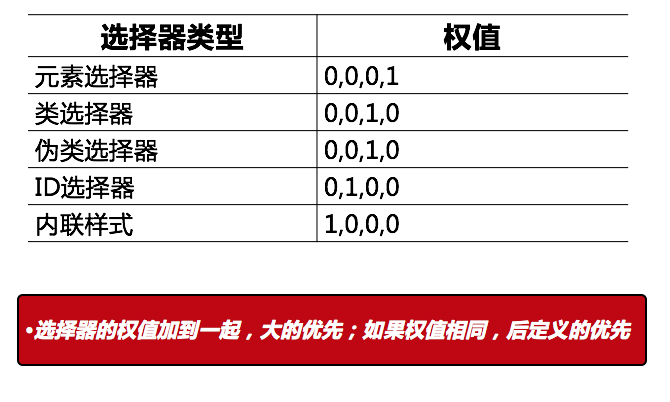 选择器类型 权值
元素选择器 0,0,0,1
类选择器 0,0,1,0
伪类选择器 0,0,1,0
ID选择器 0,1,0,0
内联样式 1,0,0,0
•选择器的权值加到一起，大的优先；如果权值相同，后定义的优先